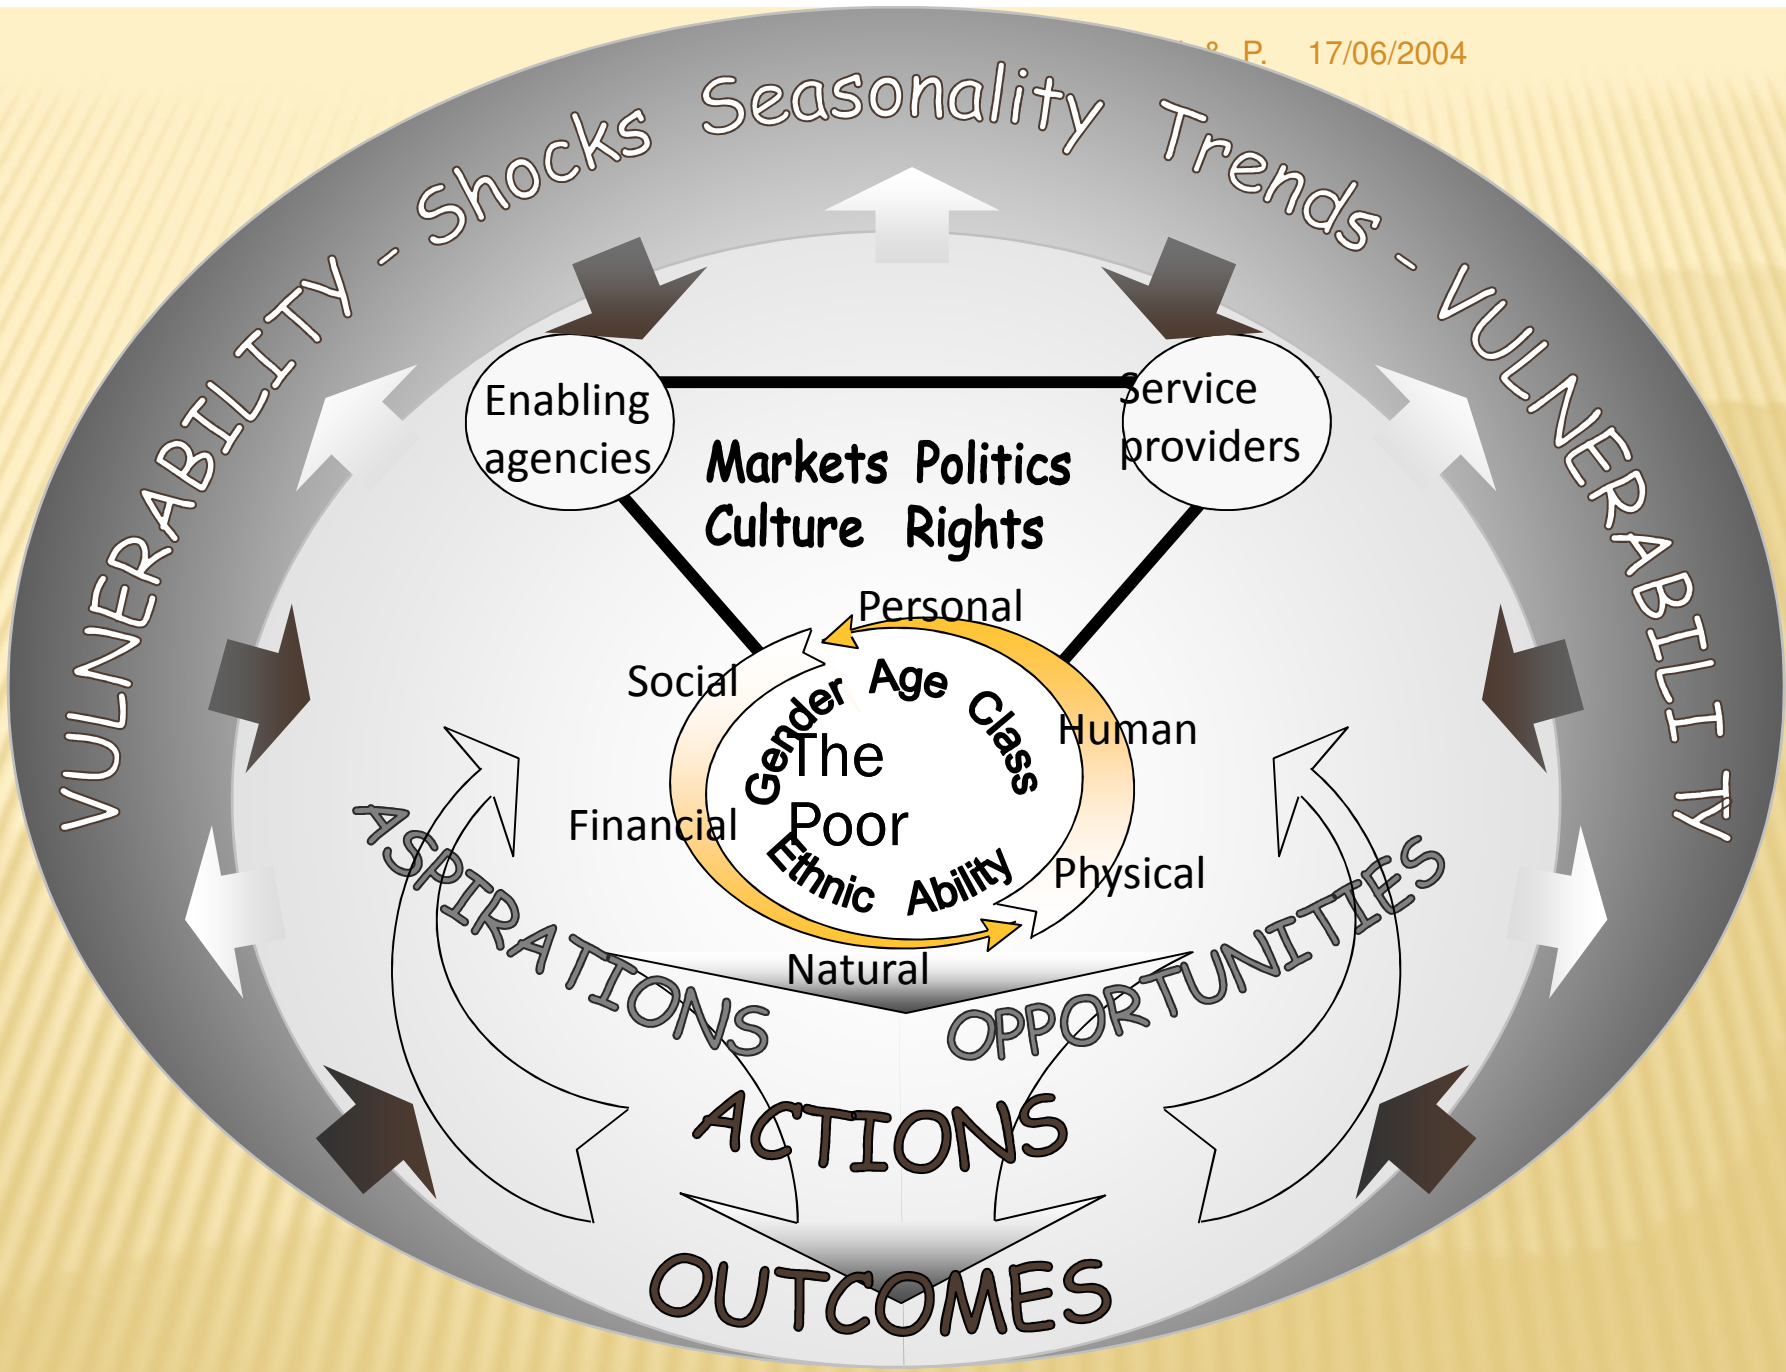 & P. 17/06/2004
VULNERABILITY - Shocks Seasonality Trends - VULNERABILI TY
Enabling
agencies
Service
providers
Markets Politics
Culture Rights
Personal
Social
Human
Financial
Physical
Natural
Gender Age Class
The
Poor
Ethnic Ability
ASPIRATIONS
OPPORTUNITIES
ACTIONS
OUTCOMES